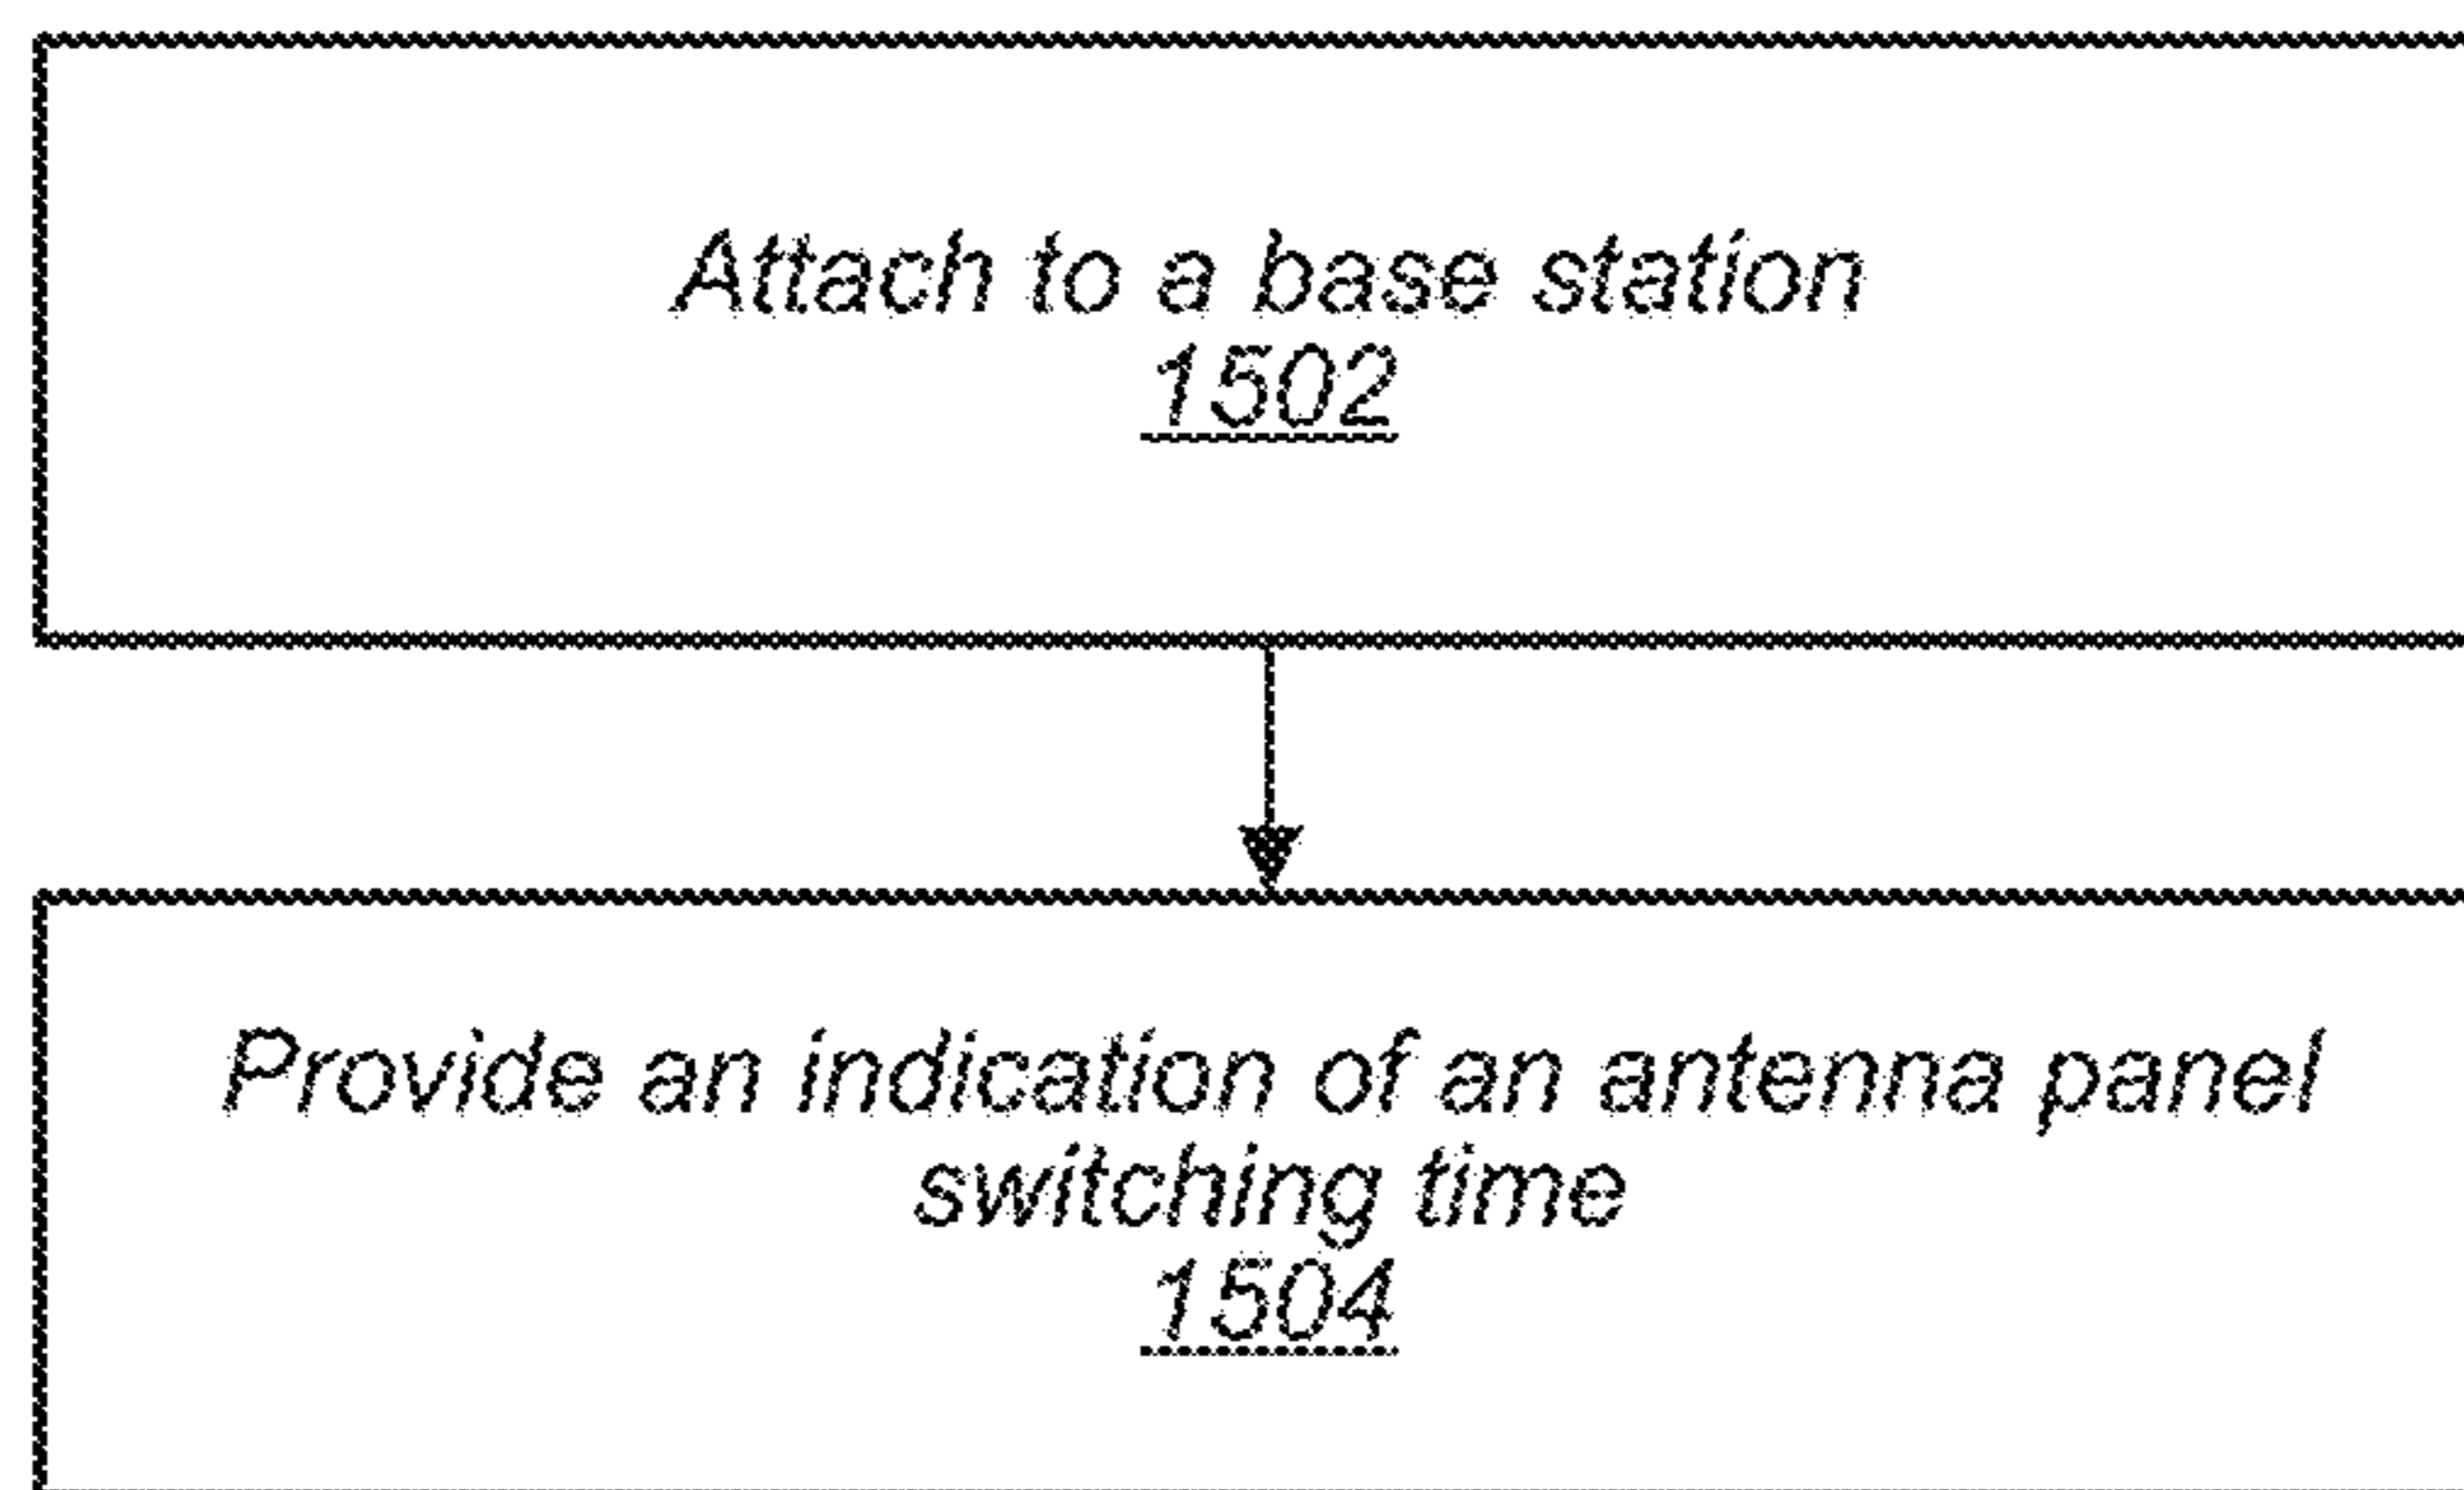 Attach to a base station
1502
Provide an indication of an antenna panel
switching time
1504